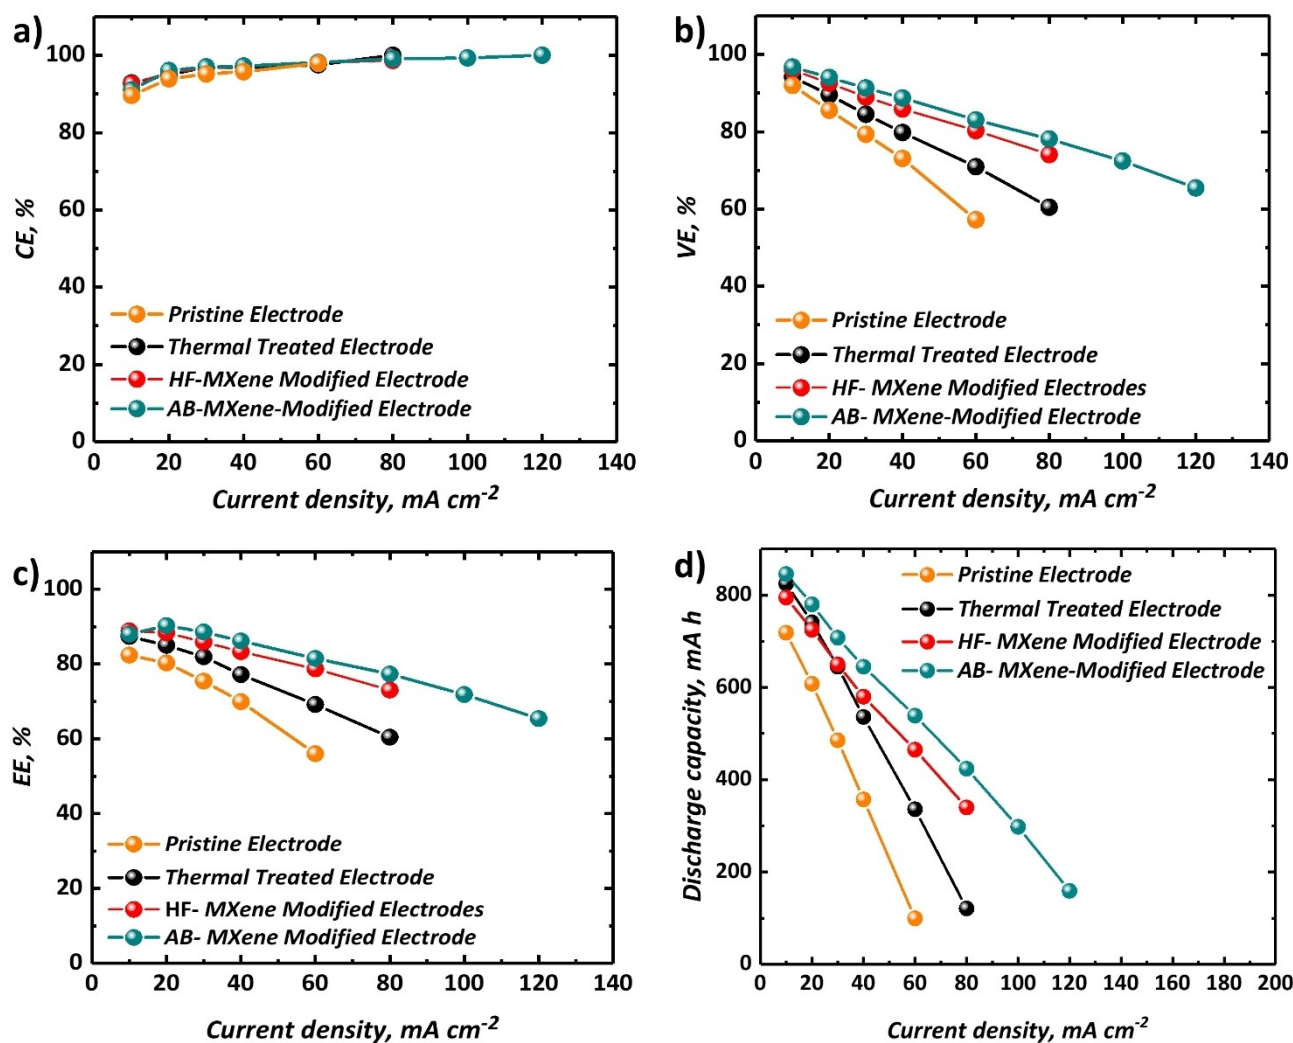 a)
100
80
60
40
20
0
CE, %
Pristine Electrode
Thermal Treated Electrode
HF-MXene Modified Electrode
AB-MXene-Modified Electrode
0 20 40 60 80 100 120 140
Current density, mA cm-2
b)
100
80
60
40
20
0
VE, %
Pristine Electrode
Thermal Treated Electrode
HF- MXene Modified Electrodes
AB- MXene-Modified Electrode
0 20 40 60 80 100 120 140
Current density, mA cm-2
c)
100
80
60
40
20
0
EE, %
Pristine Electrode
Thermal Treated Electrode
HF- MXene Modified Electrodes
AB- MXene Modified Electrode
0 20 40 60 80 100 120 140
Current density, mA cm-2
d)
800
600
400
200
0
Discharge capacity, mA h
Pristine Electrode
Thermal Treated Electrode
HF- MXene Modified Electrode
AB- MXene-Modified Electrode
0 20 40 60 80 100 120 140 160 180 200
Current density, mA cm-2